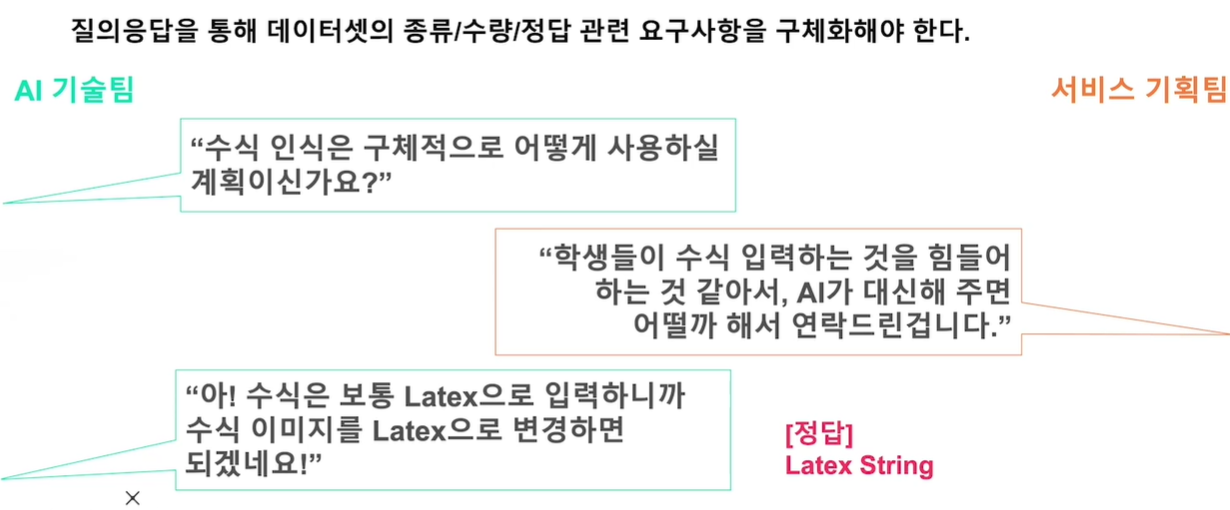 질의응답을 통해 데이터셋의 종류/수량/정답 관련 요구사항을 구체화해야 한다.
AI 기술팀
서비스 기획팀
“수식 인식은 구체적으로 어떻게 사용하실
계획이신가요?”
“학생들이 수식 입력하는 것을 힘들어
하는 것 같아서, AI가 대신해 주면
어떨까 해서 연락드린겁니다.”
“아! 수식은 보통 Latex으로 입력하니까
수식 이미지를 Latex으로 변경하면
되겠네요!”
[정답]
Latex String